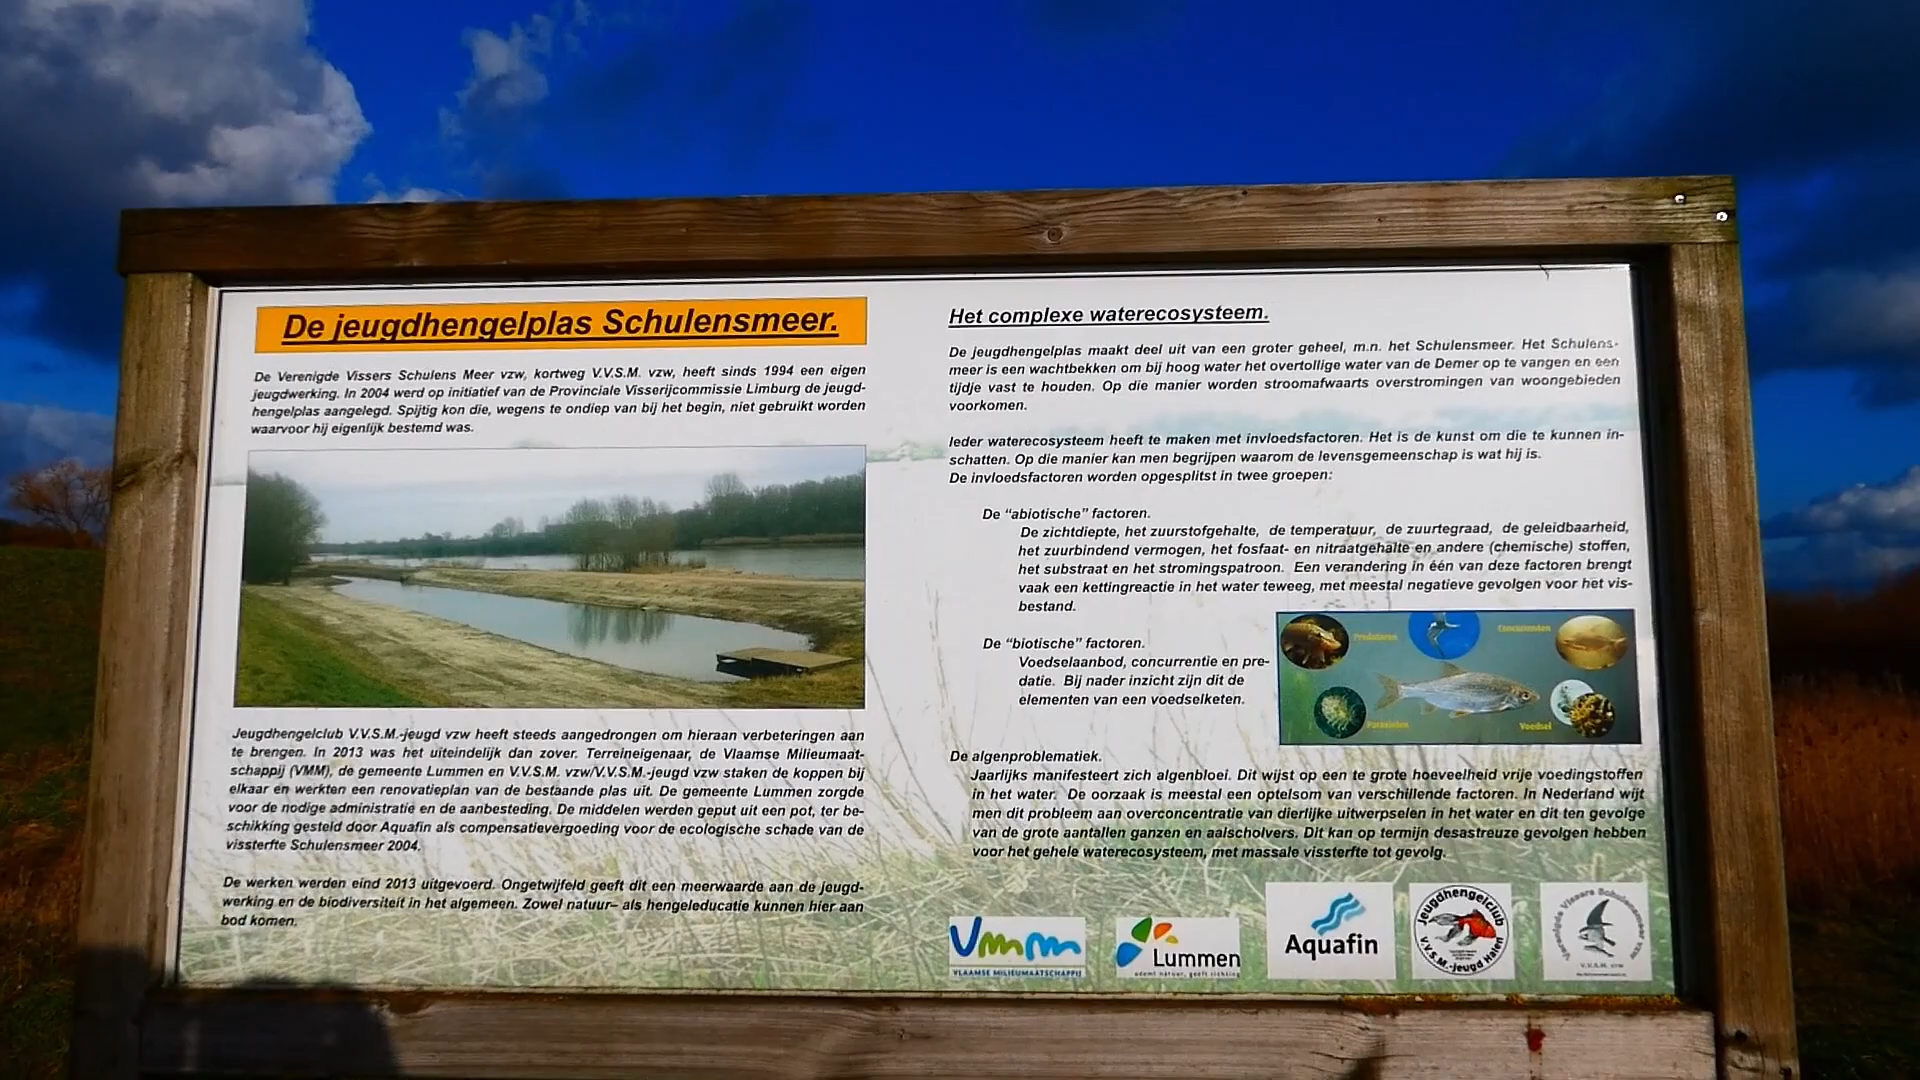 De jeugdhengelplas Schulensmeer.
De Verenigde Vissers Schulens Meer vzw, kortweg V.V.S.M. vzw, heeft sinds 1994 een eigen
jeugdwerking. In 2004 werd op initiatief van de Provinciale Visserijcommissie Limburg de jeugd-
hengelplas aangelegd. Spijtig kon die, wegens te ondiep van bij het begin, niet gebruikt worden
waarvoor hij eigenlijk bestemd was.
Jeugdhengelclub V.V.S.M.-jeugd vzw heeft steeds aangedrongen om hieraan verbeteringen aan
te brengen. In 2013 was het uiteindelijk dan zover. Terreineigenaar, de Vlaamse Milieumaat-
schappij (VMM), de gemeente Lummen en V.V.S.M. vzw/V.V.S.M.-jeugd vzw staken de koppen bij
elkaar en werkten een renovatieplan van de bestaande plas uit. De gemeente Lummen zorgde
voor de nodige administratie en de aanbesteding. De middelen werden geput uit een pot, ter be-
schikking gesteld door Aquafin als compensatievergoeding voor de ecologische schade van de
vissterfte Schulensmeer 2004.
De werken werden eind 2013 uitgevoerd. Ongetwijfeld geeft dit een meerwaarde aan de jeugd-
werking en de biodiversiteit in het algemeen. Zowel natuur– als hengeleducatie kunnen hier aan
bod komen.
Het complexe waterecosysteem.
De jeugdhengelplas maakt deel uit van een groter geheel, m.n. het Schulensmeer. Het Schulens-
meer is een wachtbekken om bij hoog water het overtollige water van de Demer op te vangen en een
tijdje vast te houden. Op die manier worden stroomafwaarts overstromingen van woongebieden
voorkomen.
Ieder waterecosysteem heeft te maken met invloedsfactoren. Het is de kunst om die te kunnen in-
schatten. Op die manier kan men begrijpen waarom de levensgemeenschap is wat hij is.
De invloedsfactoren worden opgesplitst in twee groepen:
De “abiotische” factoren.
De zichtdiepte, het zuurstofgehalte, de temperatuur, de zuurtegraad, de geleidbaarheid,
het zuurbindend vermogen, het fosfaat- en nitraatgehalte en andere (chemische) stoffen,
het substraat en het stromingspatroon. Een verandering in één van deze factoren brengt
vaak een kettingreactie in het water teweeg, met meestal negatieve gevolgen voor het vis-
bestand.
De “biotische” factoren.
Voedselaanbod, concurrentie en pre-
datie. Bij nader inzicht zijn dit de
elementen van een voedselketen.
Predatoren
Concurrenten
Parasieten
Voedsel
De algenproblematiek.
Jaarlijks manifesteert zich algenbloei. Dit wijst op een te grote hoeveelheid vrije voedingstoffen
in het water. De oorzaak is meestal een optelsom van verschillende factoren. In Nederland wijt
men dit probleem aan overconcentratie van dierlijke uitwerpselen in het water en dit ten gevolge
van de grote aantallen ganzen en aalscholvers. Dit kan op termijn desastreuze gevolgen hebben
voor het gehele waterecosysteem, met massale vissterfte tot gevolg.
Vmm
VLAAMSE MILIEUMAATSCHAPPIJ
Lummen
ademt natuur, geeft richting
Aquafin
Jeugdhengelclub
V.V.S.M.-jeugd Halen
Verenigde Vissers Schulensmeer vzw
V.V.S.M. vzw